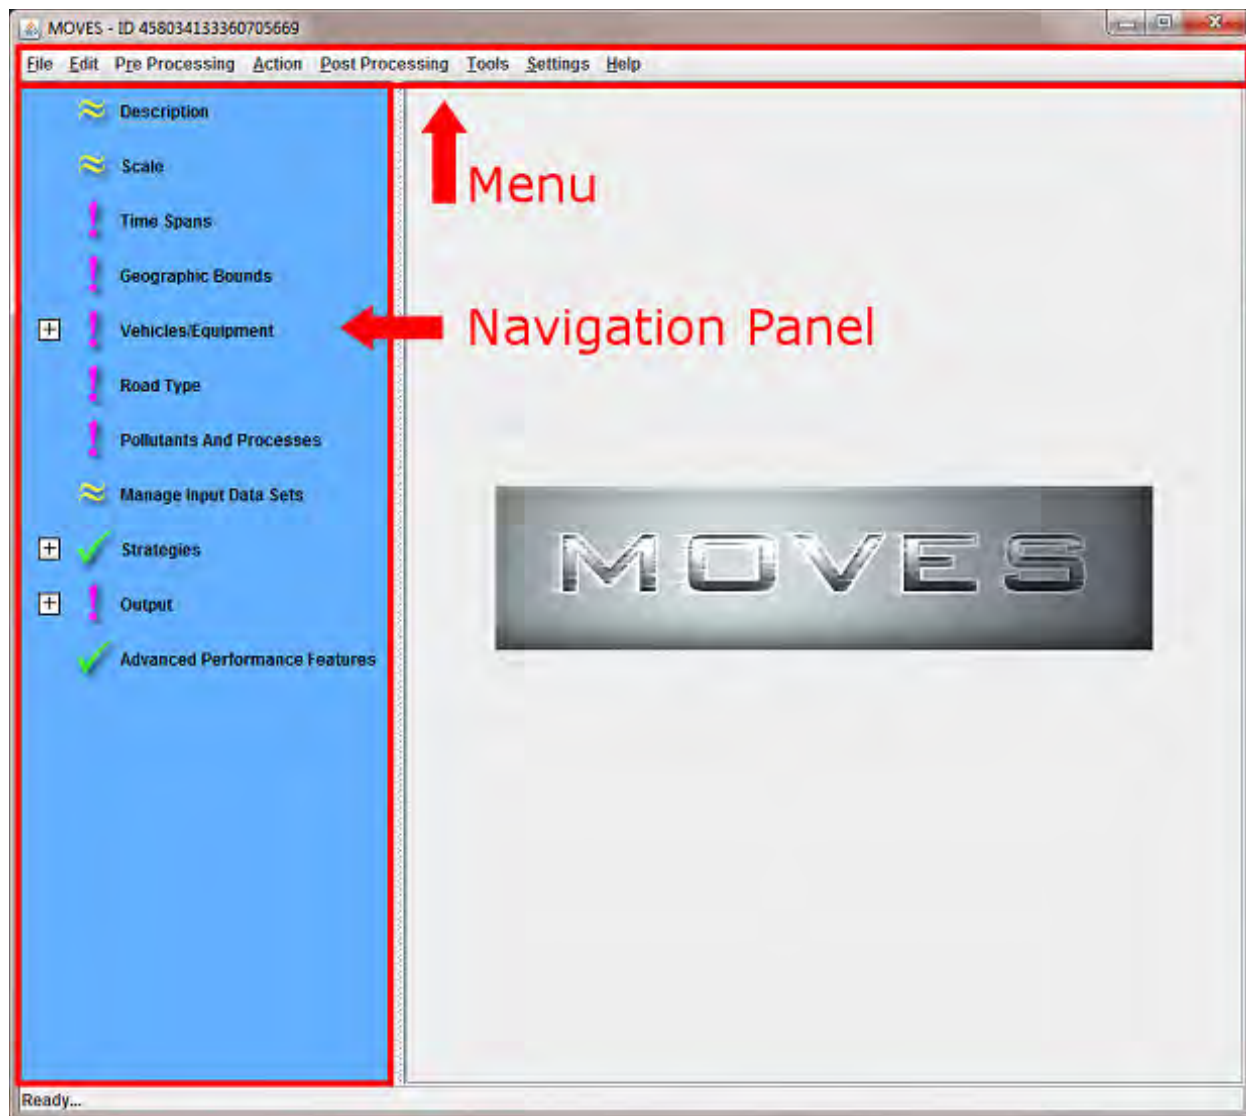 MOVES - ID 458034133360705669
File Edit Pre Processing Action Post Processing Tools Settings Help
Description
Scale
Menu
Time Spans
Geographic Bounds
Vehicles/Equipment
Navigation Panel
Road Type
Pollutants And Processes
Manage Input Data Sets
Strategies
MOVES
Output
Advanced Performance Features
Ready...